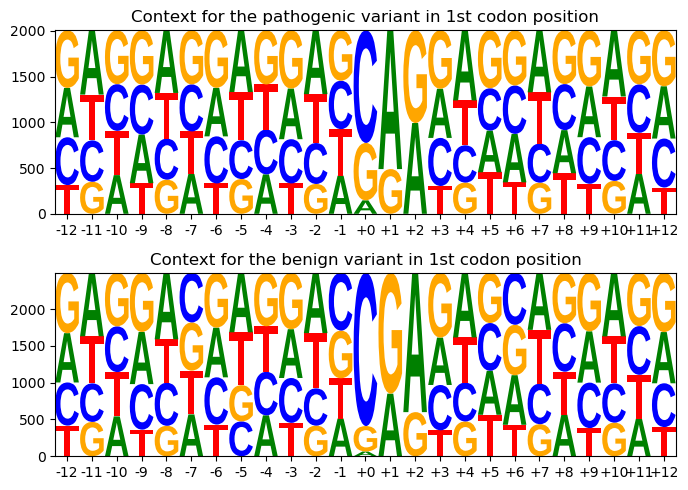 Context for the pathogenic variant in 1st codon position
2000
G A G G A G G A G G A G C A G G A G G A G G A G G
1500
A T C C T C A T T A T C G G A A T C C T C A T C A
1000
C C T A C T C C C C C T A C C A A C A C C T C
500
T G A T G A T G A T G A T G T T G T T G A T
0
-12 -11 -10 -9 -8 -7 -6 -5 -4 -3 -2 -1 +0 +1 +2 +3 +4 +5 +6 +7 +8 +9 +10 +11 +12
Context for the benign variant in 1st codon position
G A G G A C G A G G A C C G A G A G C A G G A G G
2000
A T C A T G A T T A T G G A G A T C G T C A T C A
1500
1000
C C T C C T C G C C C T A C C A A C T C C T C
500
T G A T G A T C A T G A T G T T G A T G A T
0
-12 -11 -10 -9 -8 -7 -6 -5 -4 -3 -2 -1 +0 +1 +2 +3 +4 +5 +6 +7 +8 +9 +10 +11 +12